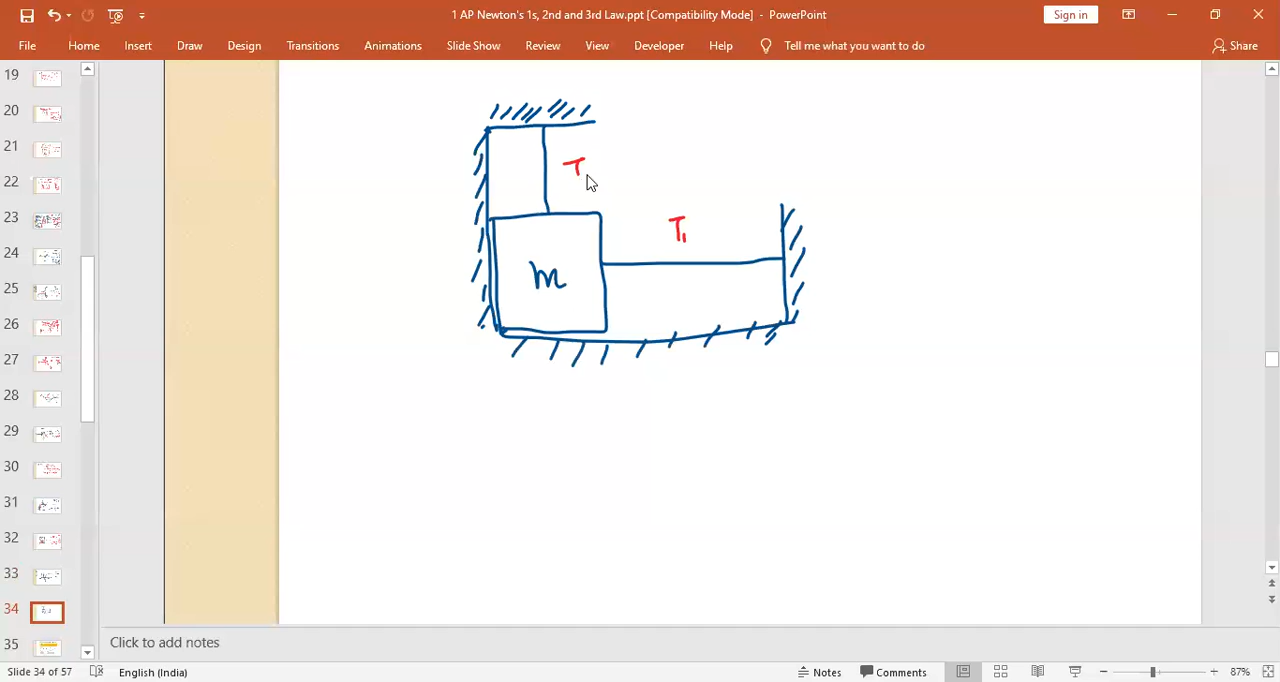 1 AP Newton's 1s, 2nd and 3rd Law.ppt [Compatibility Mode] - PowerPoint
Sign in
File Home Insert Draw Design Transitions Animations Slide Show Review View Developer Help Tell me what you want to do Share
19
20
21
22
23
24
25
26
27
28
29
30
31
32
33
34
35
T
T₁
m
Click to add notes
Slide 34 of 57 English (India) Notes Comments 87%